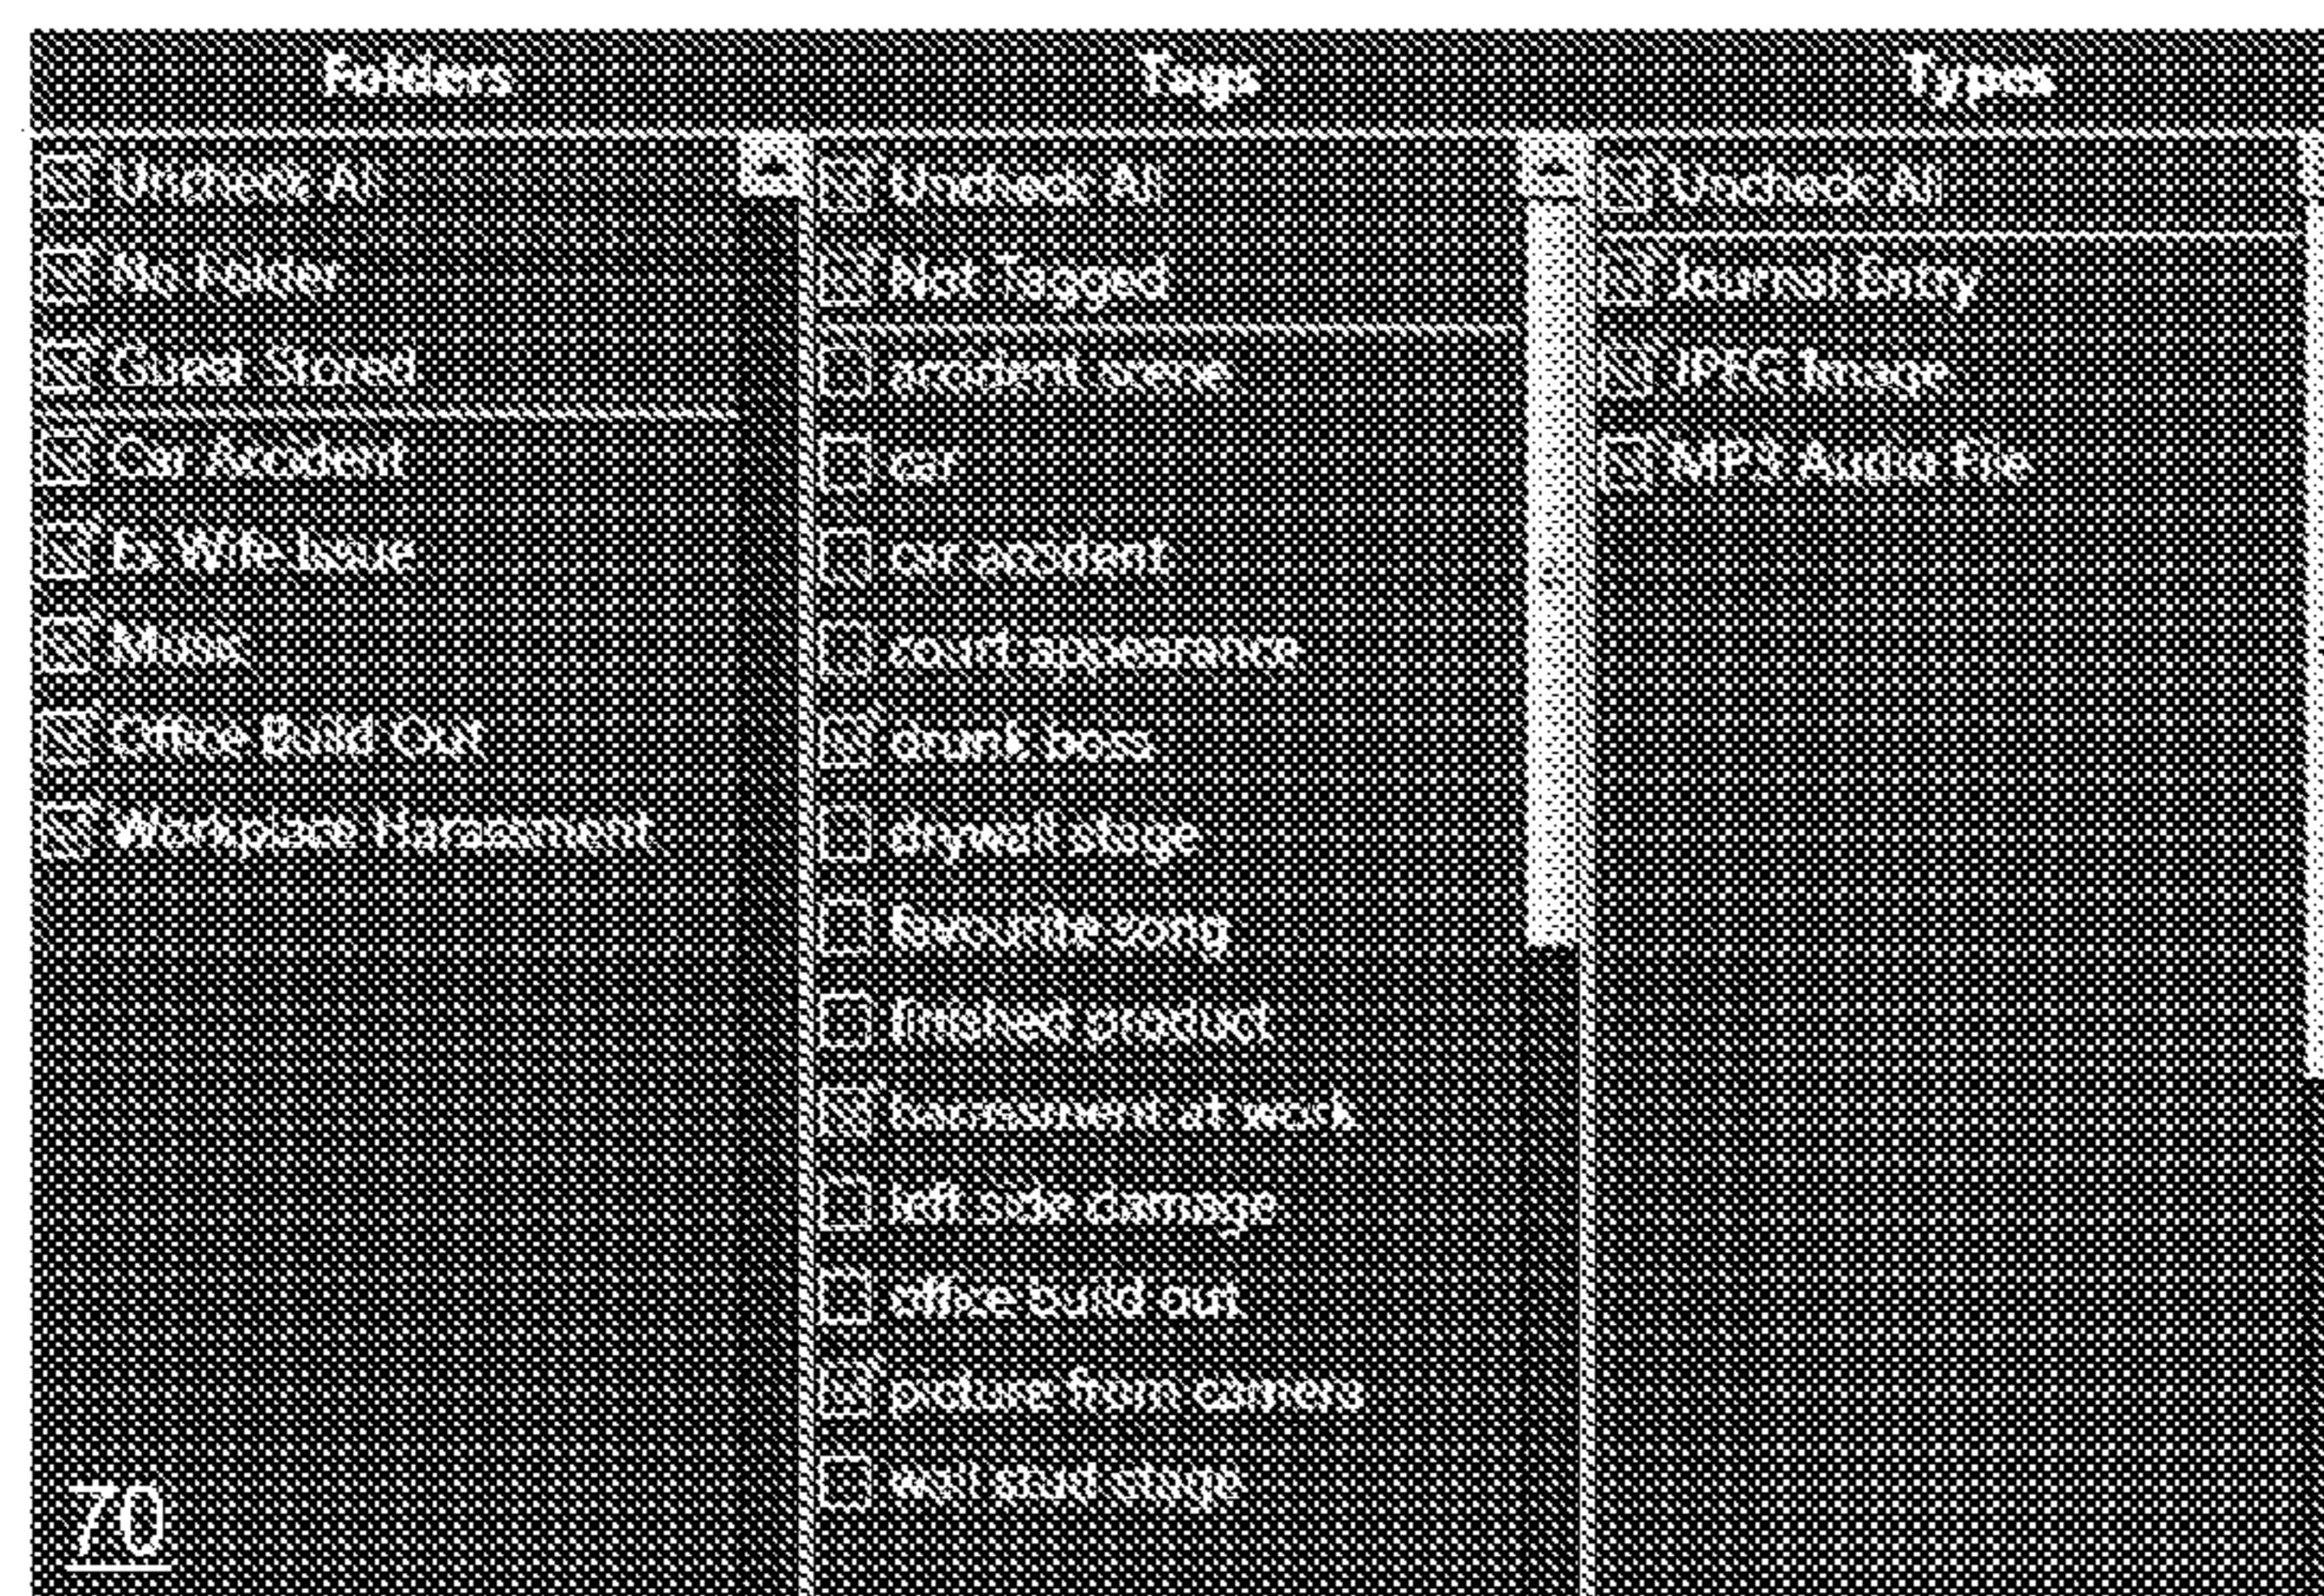 Folders
Uncheck All
No Folder
Guest Stored
Car Accident
Ex Wife Issue
Music
Office Build Out
Workplace Harassment
70
Tags
Uncheck All
Not Tagged
accident scene
car
car accident
court appearance
drunk boss
drywall stage
favourite song
finished product
harassment at work
left side damage
office build out
picture from camera
wall stud stage
Types
Uncheck All
Journal Entry
JPEG Image
MP3 Audio File